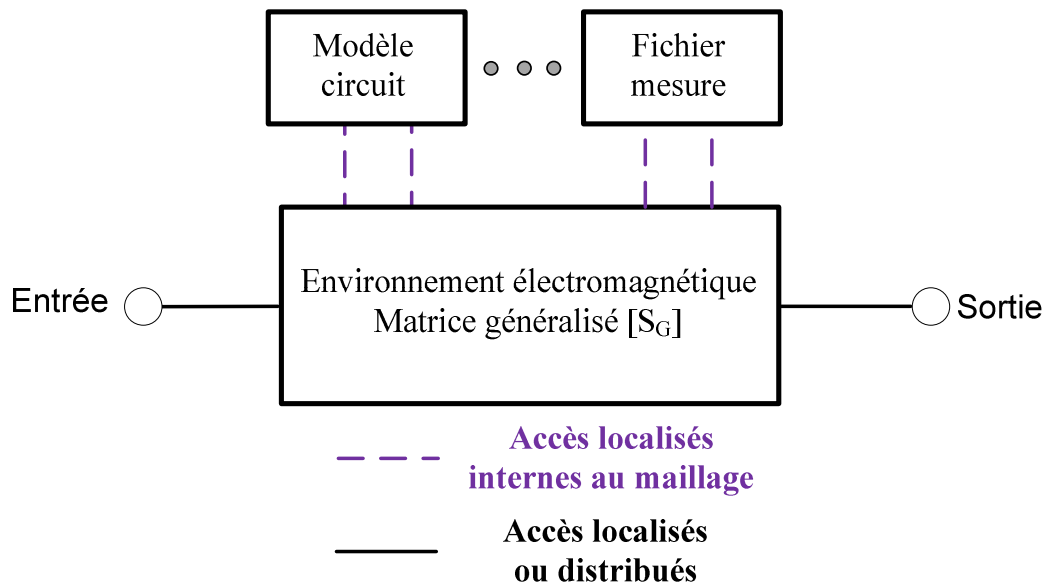 Modèle
circuit
Fichier
mesure
Environnement électromagnétique
Matrice généralisé [S_G]
Entrée
Sortie
Accès localisés
internes au maillage
Accès localisés
ou distribués